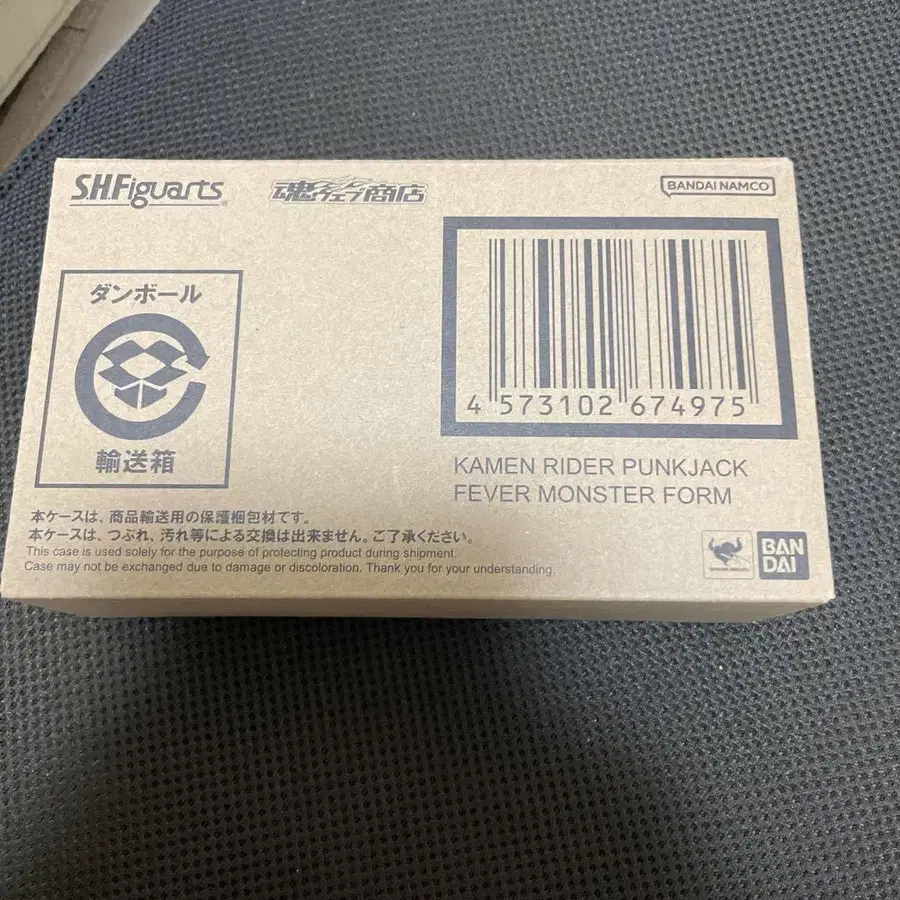 S.H.Figuarts
魂ウェブ商店
BANDAI NAMCO
ダンボール
輸送箱
4 573102 674975
KAMEN RIDER PUNKJACK
FEVER MONSTER FORM
本ケースは、商品輸送用の保護梱包材です。
本ケースは、つぶれ、汚れ等による交換は出来ません。ご了承ください。
This case is used solely for the purpose of protecting product during shipment.
Case may not be exchanged due to damage or discoloration. Thank you for your understanding.
BAN
DAI